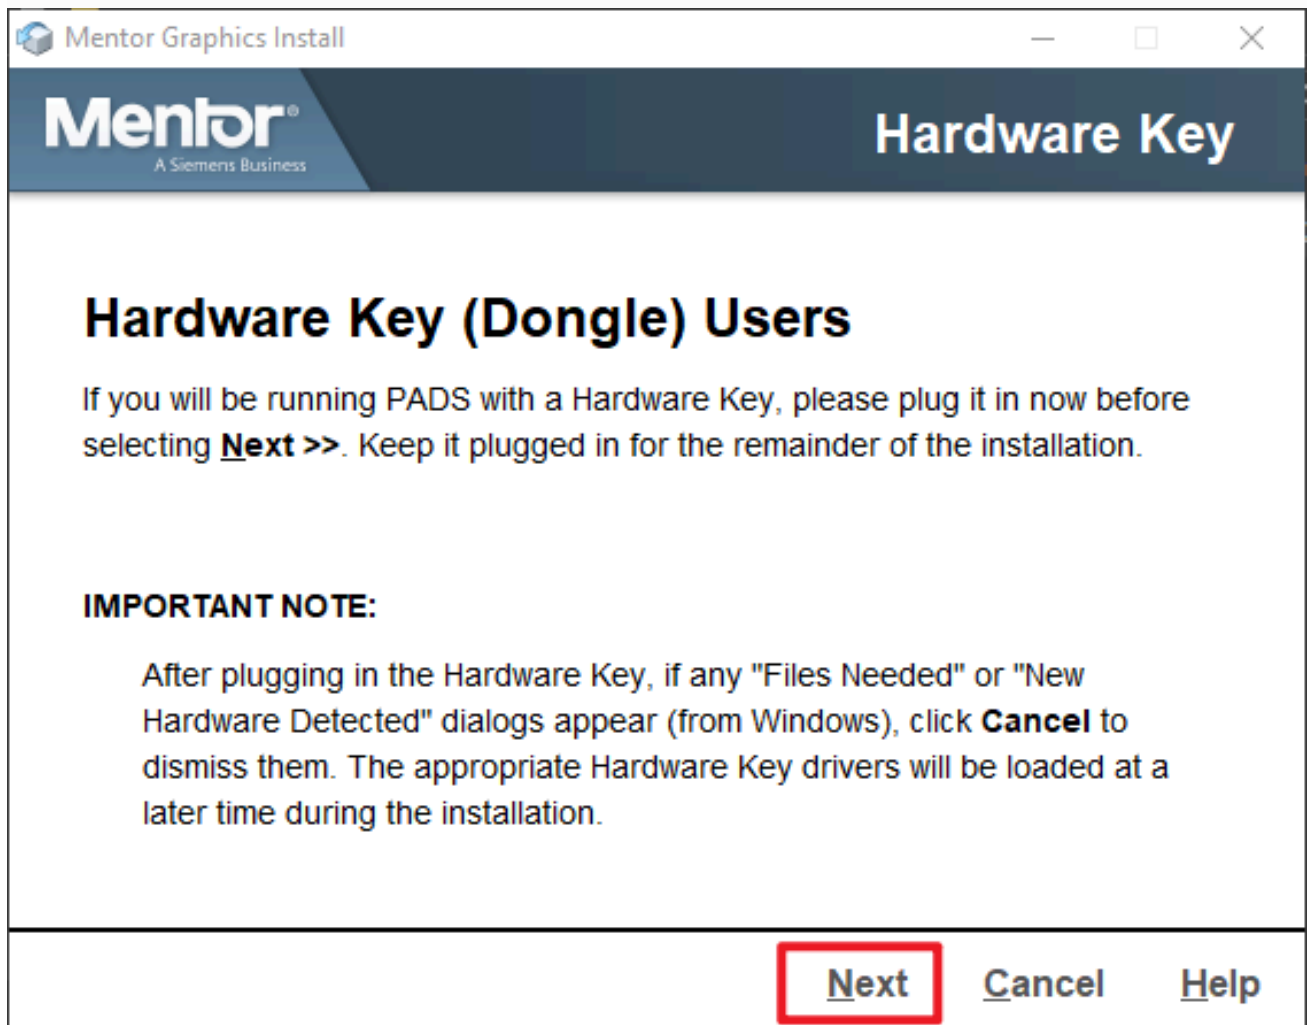 Mentor Graphics Install
Mentor®
A Siemens Business
Hardware Key
Hardware Key (Dongle) Users
If you will be running PADS with a Hardware Key, please plug it in now before
selecting Next >>. Keep it plugged in for the remainder of the installation.
IMPORTANT NOTE:
After plugging in the Hardware Key, if any "Files Needed" or "New
Hardware Detected" dialogs appear (from Windows), click Cancel to
dismiss them. The appropriate Hardware Key drivers will be loaded at a
later time during the installation.
Next Cancel Help